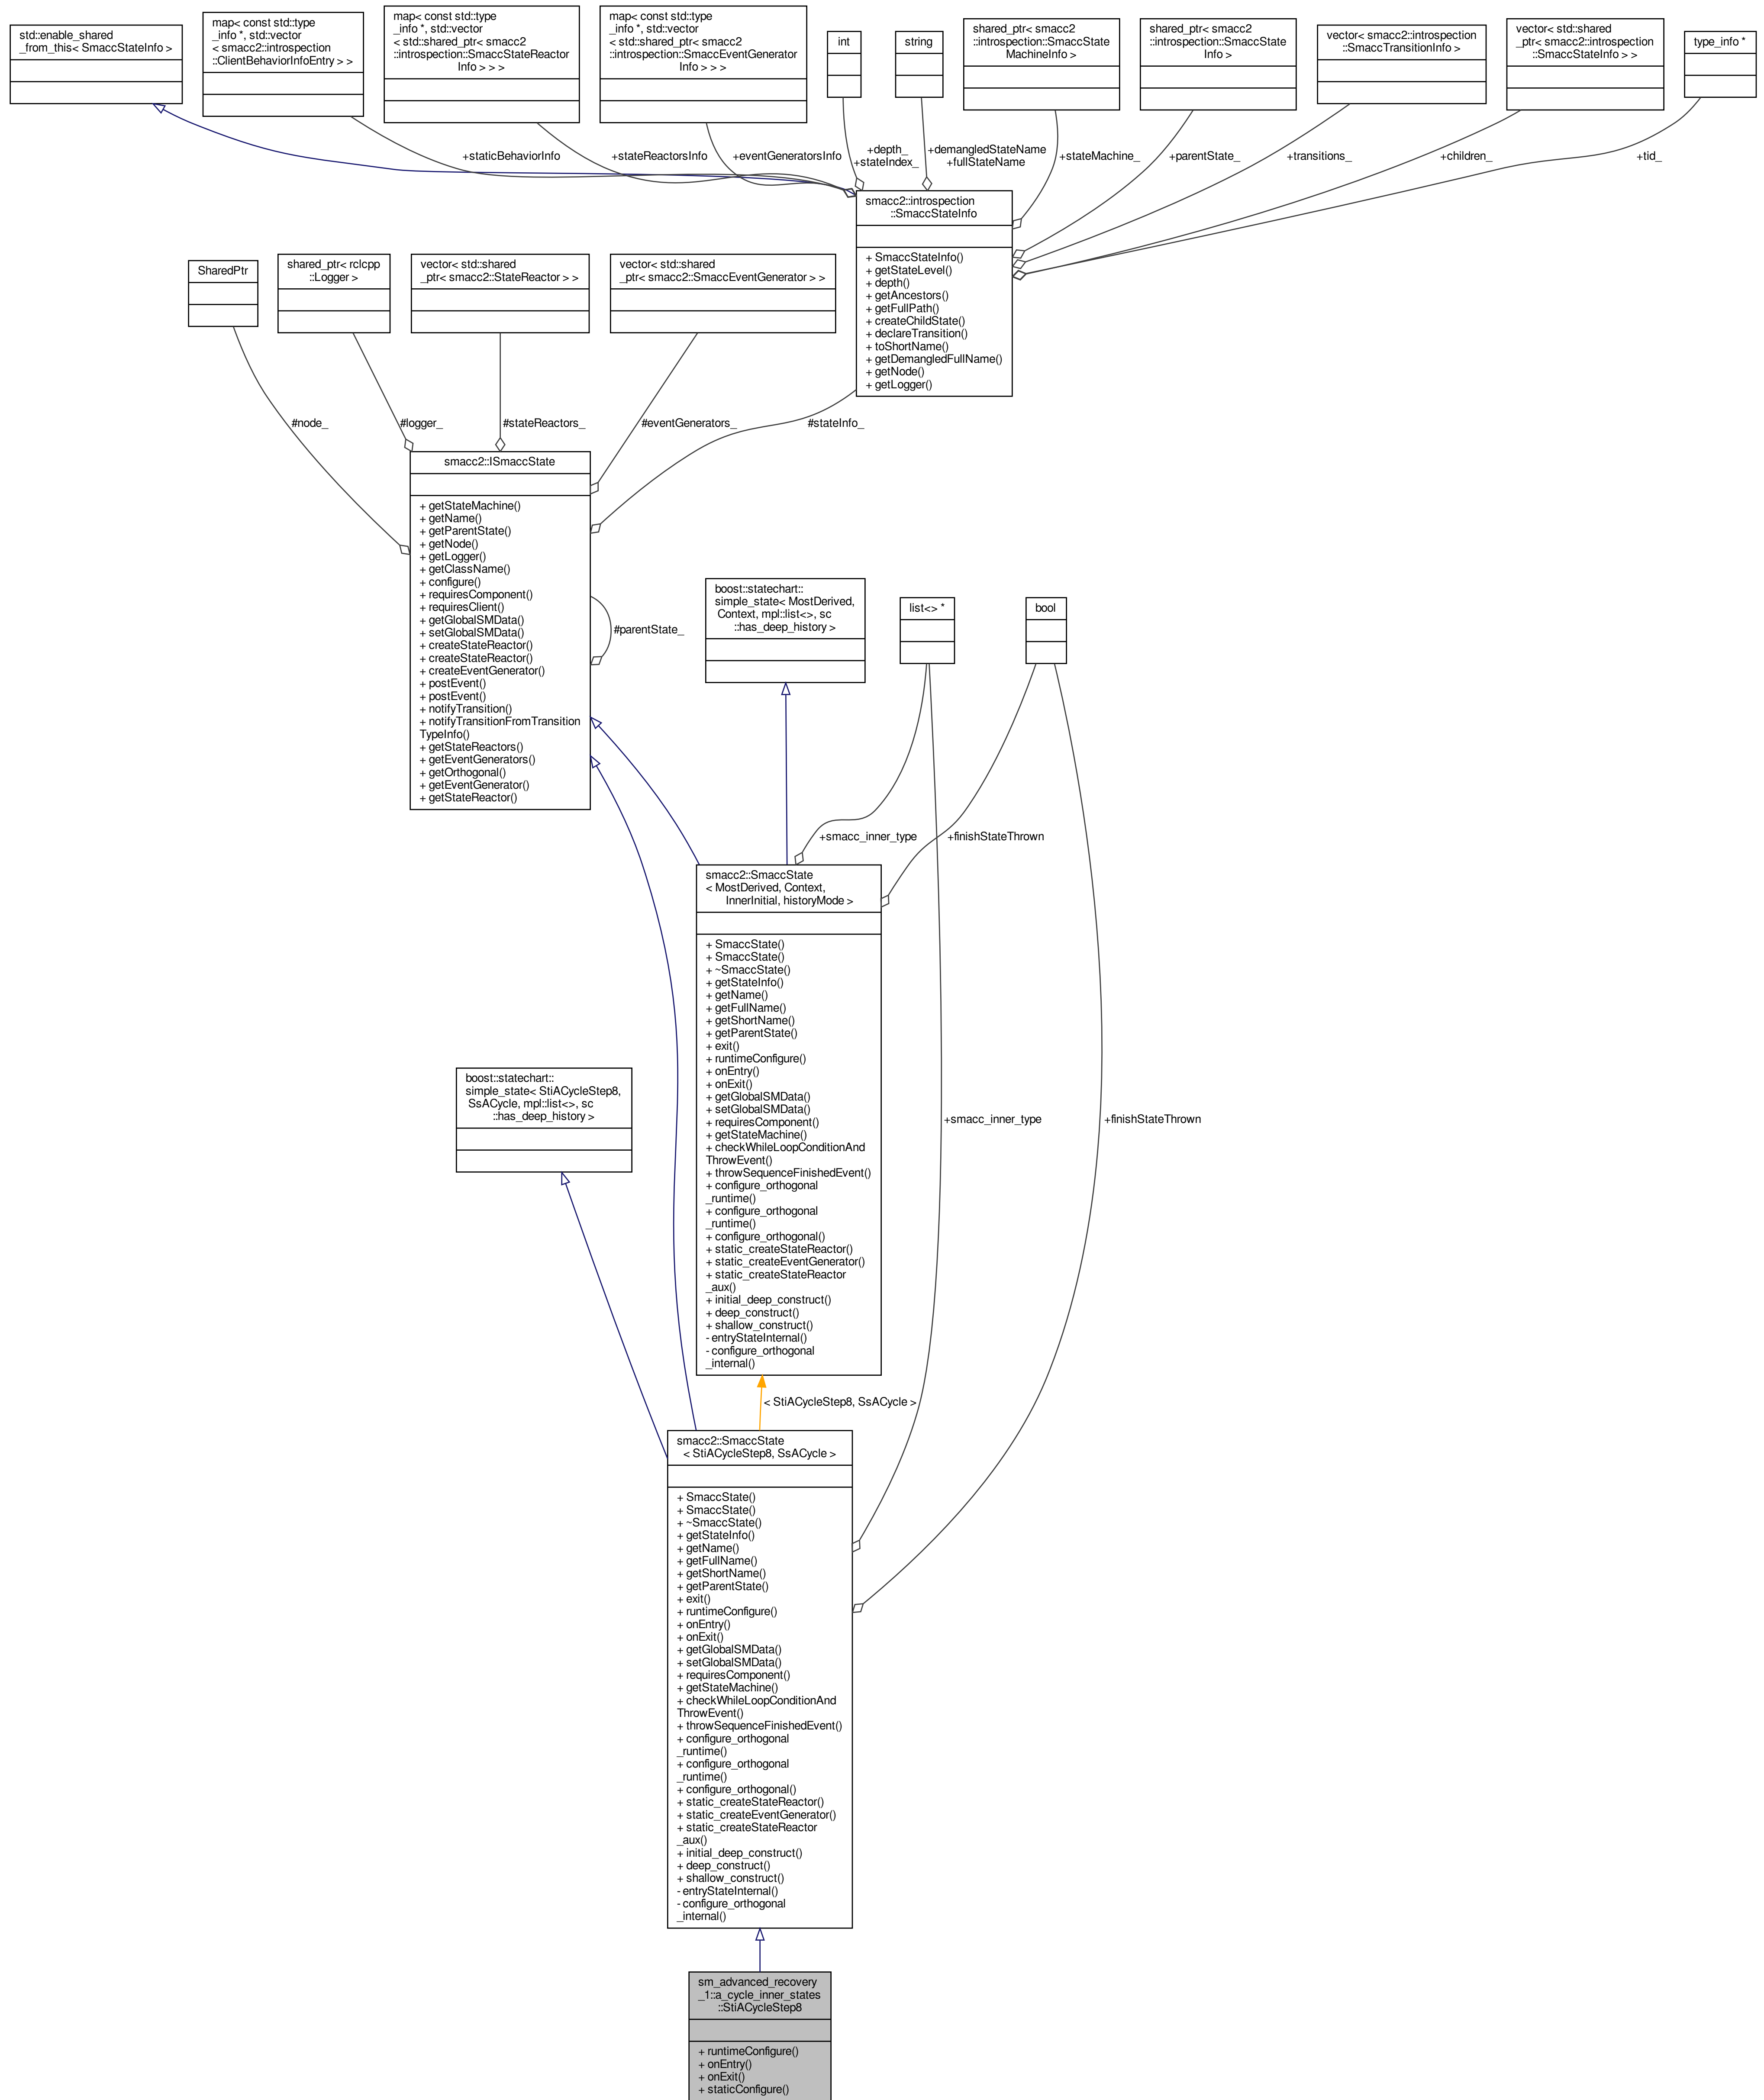 std::enable_shared
_from_this< SmaccStateInfo >
map< const std::type
_info *, std::vector
< smacc2::introspection
::ClientBehaviorInfoEntry > >
map< const std::type
_info *, std::vector
< std::shared_ptr< smacc2
::introspection::SmaccStateReactor
Info > > >
map< const std::type
_info *, std::vector
< std::shared_ptr< smacc2
::introspection::SmaccEventGenerator
Info > > >
int
string
shared_ptr< smacc2
::introspection::SmaccState
MachineInfo >
shared_ptr< smacc2
::introspection::SmaccState
Info >
vector< smacc2::introspection
::SmaccTransitionInfo >
vector< std::shared
_ptr< smacc2::introspection
::SmaccStateInfo > >
type_info *
+staticBehaviorInfo
+stateReactorsInfo
+eventGeneratorsInfo
+depth_
+stateIndex_
+demangledStateName
+fullStateName
+stateMachine_
+parentState_
+transitions_
+children_
+tid_
smacc2::introspection
::SmaccStateInfo
+ SmaccStateInfo()
+ getStateLevel()
+ depth()
+ getAncestors()
+ getFullPath()
+ createChildState()
+ declareTransition()
+ toShortName()
+ getDemangledFullName()
+ getNode()
+ getLogger()
SharedPtr
shared_ptr< rclcpp
::Logger >
vector< std::shared
_ptr< smacc2::StateReactor > >
vector< std::shared
_ptr< smacc2::SmaccEventGenerator > >
#node_
#logger_
#stateReactors_
#eventGenerators_
#stateInfo_
smacc2::ISmaccState
+ getStateMachine()
+ getName()
+ getParentState()
+ getNode()
+ getLogger()
+ getClassName()
+ configure()
+ requiresComponent()
+ requiresClient()
+ getGlobalSMData()
+ setGlobalSMData()
+ createStateReactor()
+ createStateReactor()
+ createEventGenerator()
+ postEvent()
+ postEvent()
+ notifyTransition()
+ notifyTransitionFromTransition
TypeInfo()
+ getStateReactors()
+ getEventGenerators()
+ getOrthogonal()
+ getEventGenerator()
+ getStateReactor()
#parentState_
boost::statechart::
simple_state< MostDerived,
Context, mpl::list<>, sc
::has_deep_history >
list<> *
bool
+smacc_inner_type
+finishStateThrown
smacc2::SmaccState
< MostDerived, Context,
InnerInitial, historyMode >
+ SmaccState()
+ SmaccState()
+ ~SmaccState()
+ getStateInfo()
+ getName()
+ getFullName()
+ getShortName()
+ getParentState()
+ exit()
+ runtimeConfigure()
+ onEntry()
+ onExit()
+ getGlobalSMData()
+ setGlobalSMData()
+ requiresComponent()
+ getStateMachine()
+ checkWhileLoopConditionAnd
ThrowEvent()
+ throwSequenceFinishedEvent()
+ configure_orthogonal
_runtime()
+ configure_orthogonal
_runtime()
+ configure_orthogonal()
+ static_createStateReactor()
+ static_createEventGenerator()
+ static_createStateReactor
_aux()
+ initial_deep_construct()
+ deep_construct()
+ shallow_construct()
- entryStateInternal()
- configure_orthogonal
_internal()
boost::statechart::
simple_state< StiACycleStep8,
SsACycle, mpl::list<>, sc
::has_deep_history >
+smacc_inner_type
+finishStateThrown
< StiACycleStep8, SsACycle >
smacc2::SmaccState
< StiACycleStep8, SsACycle >
+ SmaccState()
+ SmaccState()
+ ~SmaccState()
+ getStateInfo()
+ getName()
+ getFullName()
+ getShortName()
+ getParentState()
+ exit()
+ runtimeConfigure()
+ onEntry()
+ onExit()
+ getGlobalSMData()
+ setGlobalSMData()
+ requiresComponent()
+ getStateMachine()
+ checkWhileLoopConditionAnd
ThrowEvent()
+ throwSequenceFinishedEvent()
+ configure_orthogonal
_runtime()
+ configure_orthogonal
_runtime()
+ configure_orthogonal()
+ static_createStateReactor()
+ static_createEventGenerator()
+ static_createStateReactor
_aux()
+ initial_deep_construct()
+ deep_construct()
+ shallow_construct()
- entryStateInternal()
- configure_orthogonal
_internal()
sm_advanced_recovery
_1::a_cycle_inner_states
::StiACycleStep8
+ runtimeConfigure()
+ onEntry()
+ onExit()
+ staticConfigure()